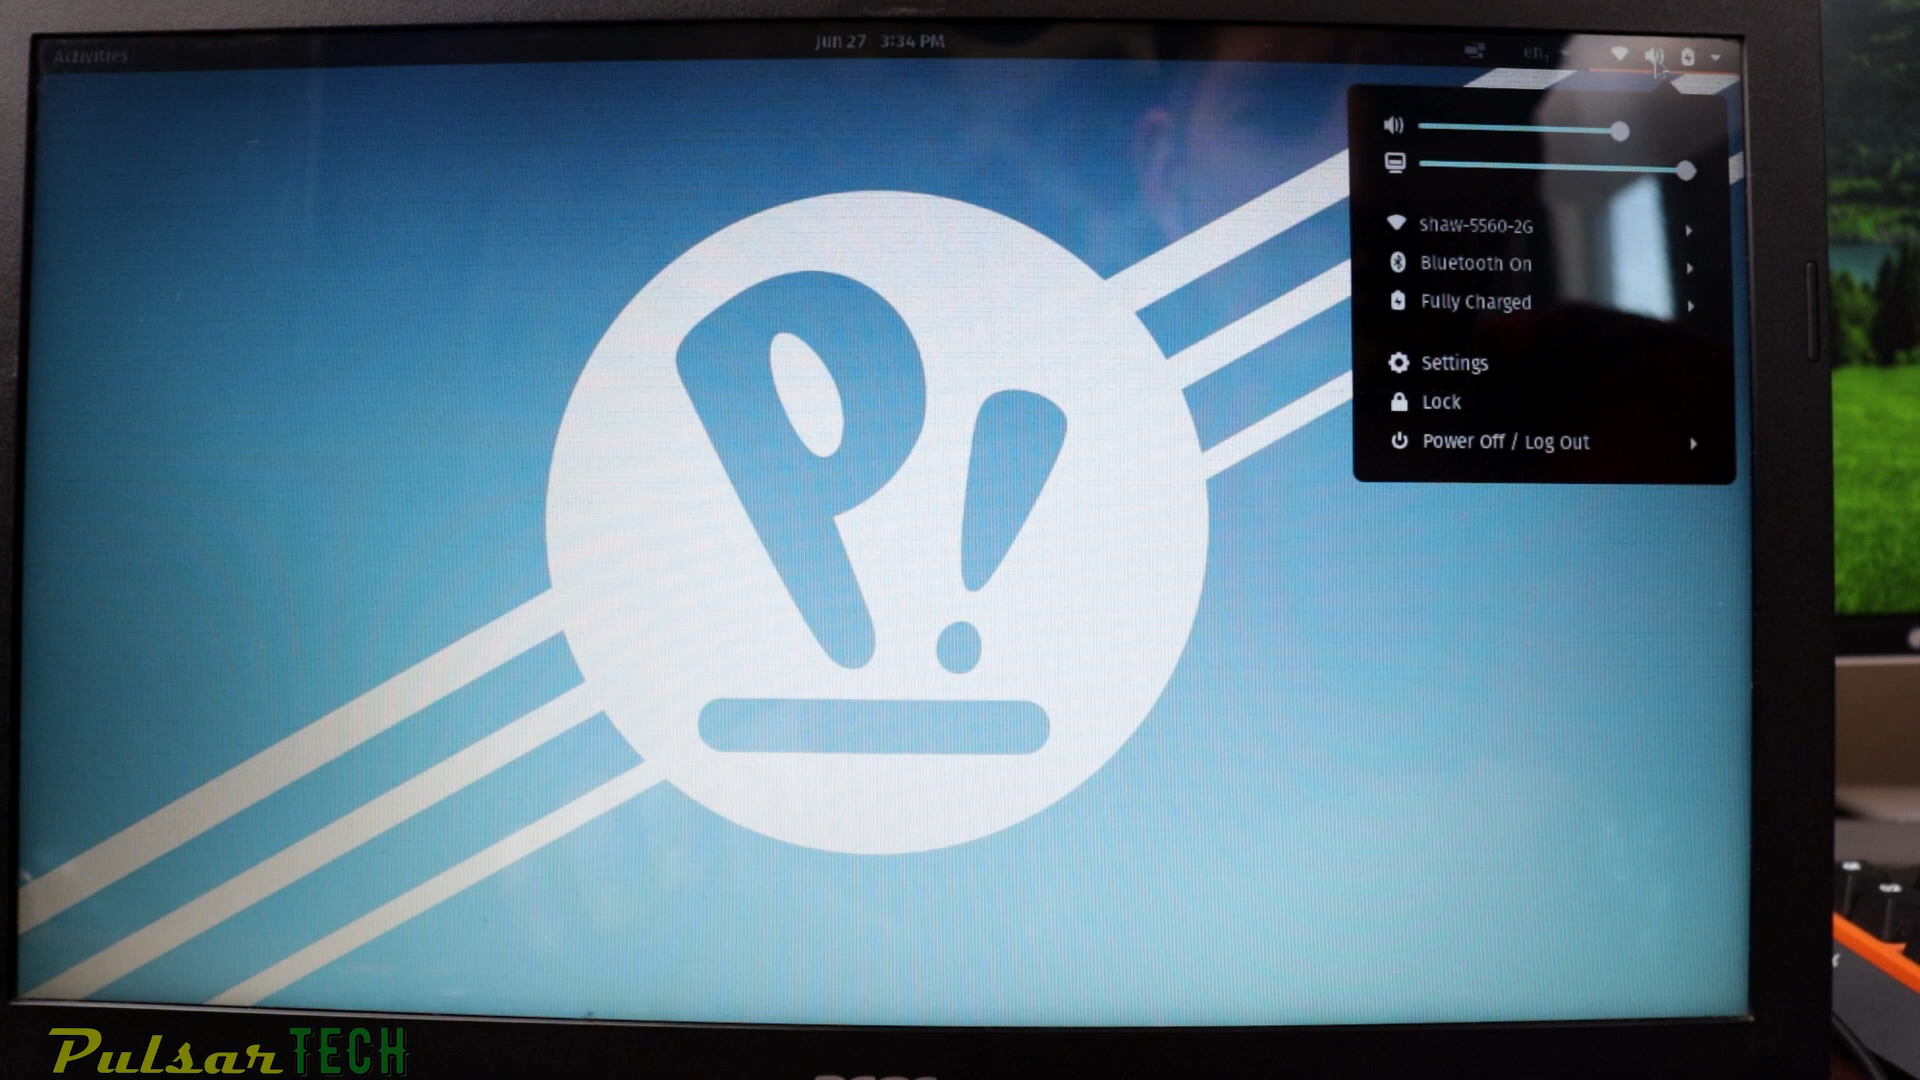 Activities
Jun 27 3:34 PM
en₁
shaw-5560-2G
Bluetooth On
Fully Charged
Settings
Lock
Power Off / Log Out
P!
PulsarTECH